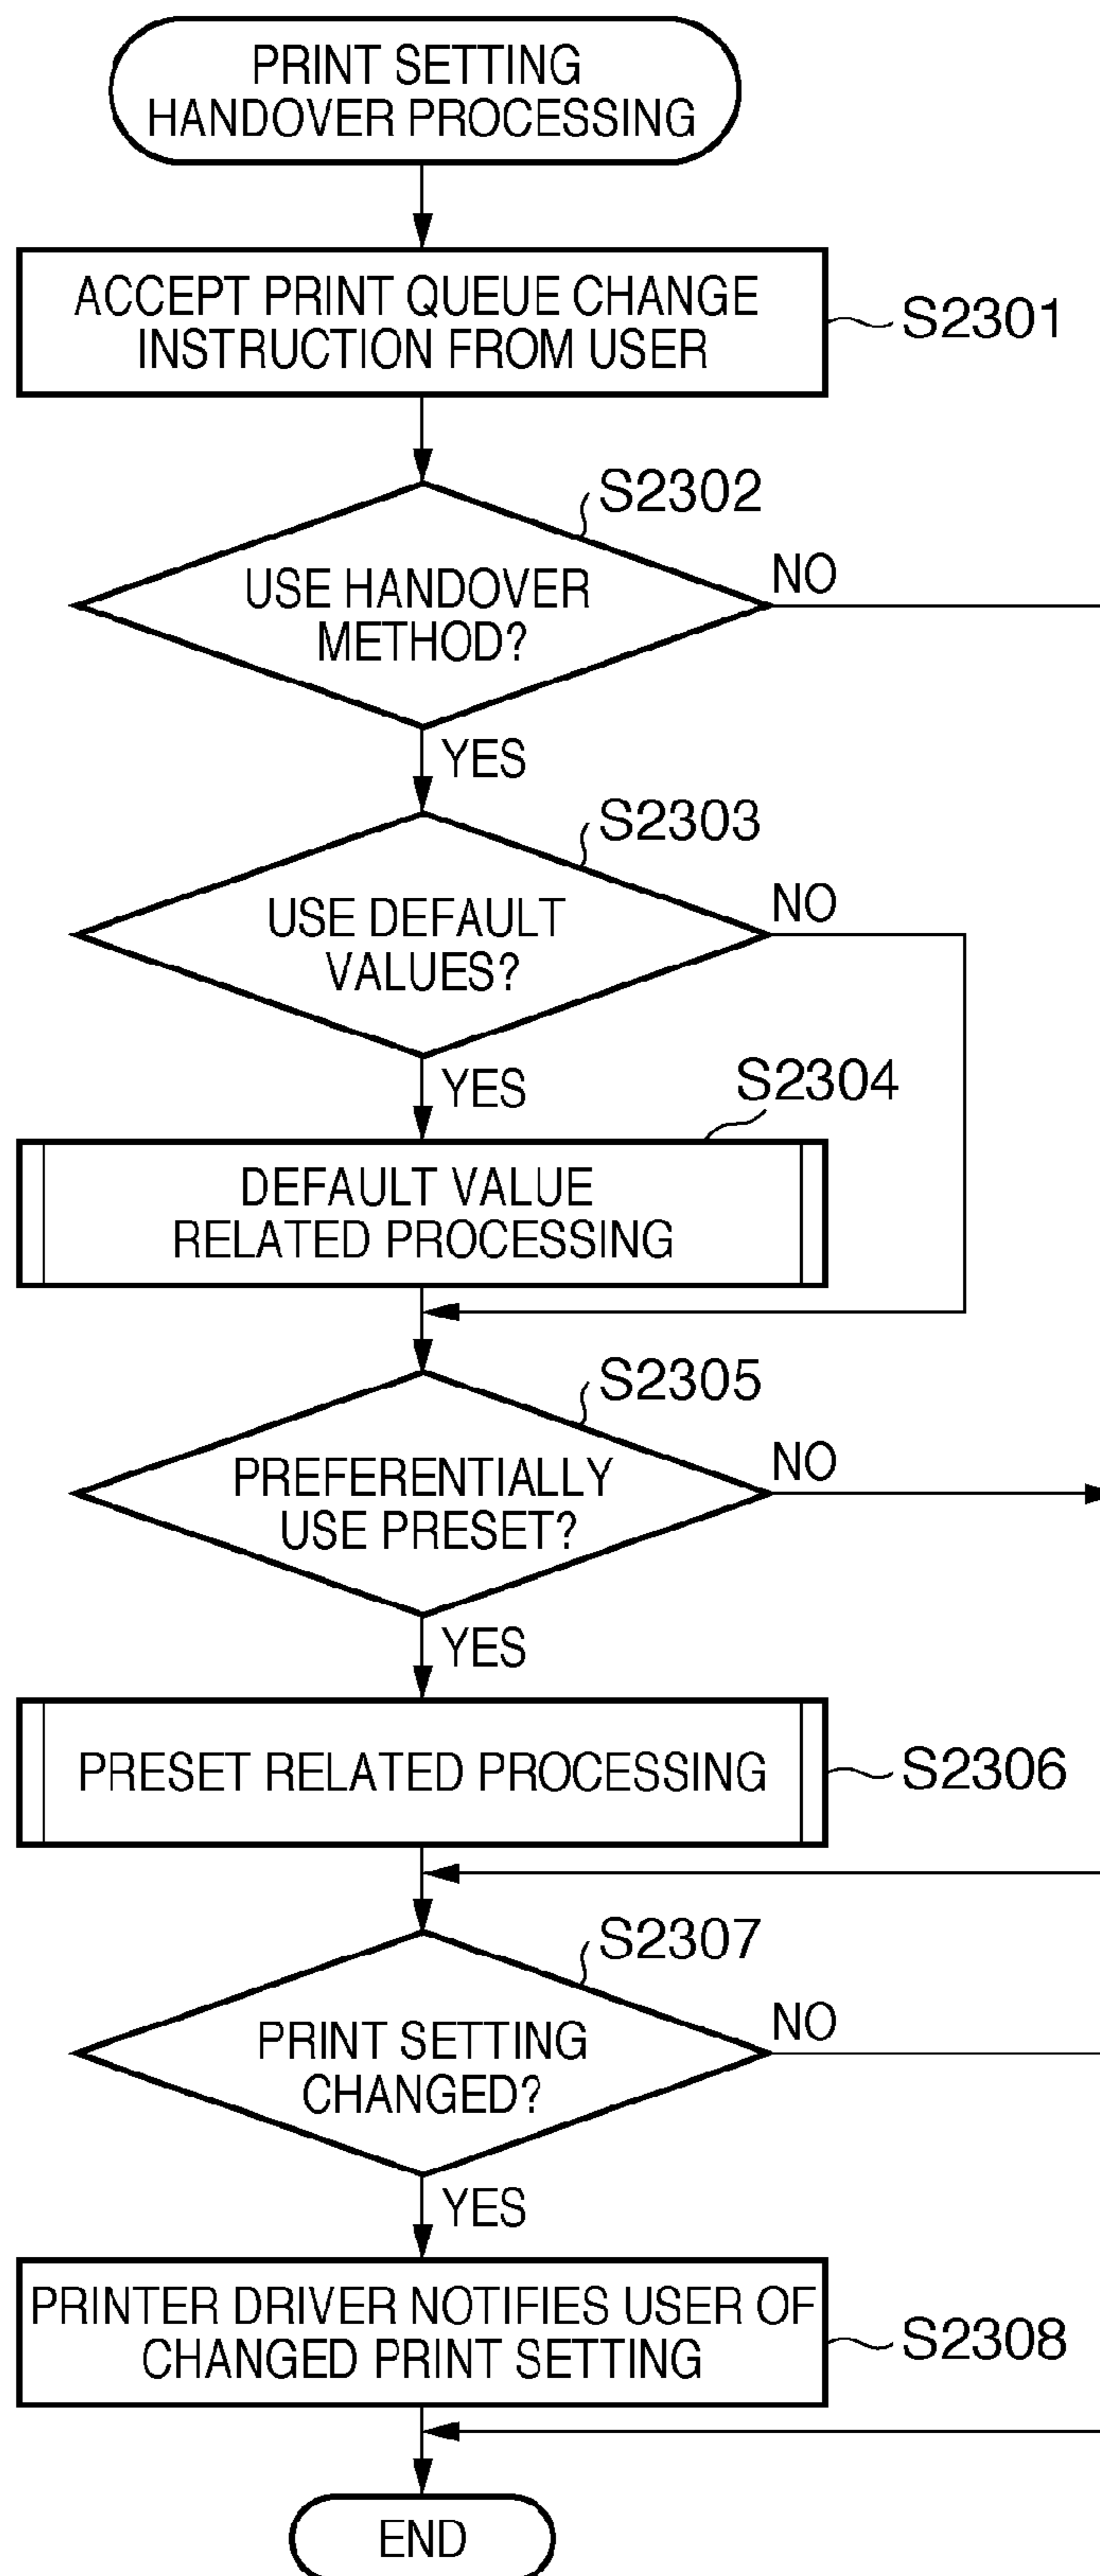 PRINT SETTING
HANDOVER PROCESSING
ACCEPT PRINT QUEUE CHANGE
INSTRUCTION FROM USER
S2301
S2302
USE HANDOVER
METHOD?
NO
YES
S2303
USE DEFAULT
VALUES?
NO
YES
S2304
DEFAULT VALUE
RELATED PROCESSING
S2305
PREFERENTIALLY
USE PRESET?
NO
YES
PRESET RELATED PROCESSING
S2306
S2307
PRINT SETTING
CHANGED?
NO
YES
PRINTER DRIVER NOTIFIES USER OF
CHANGED PRINT SETTING
S2308
END